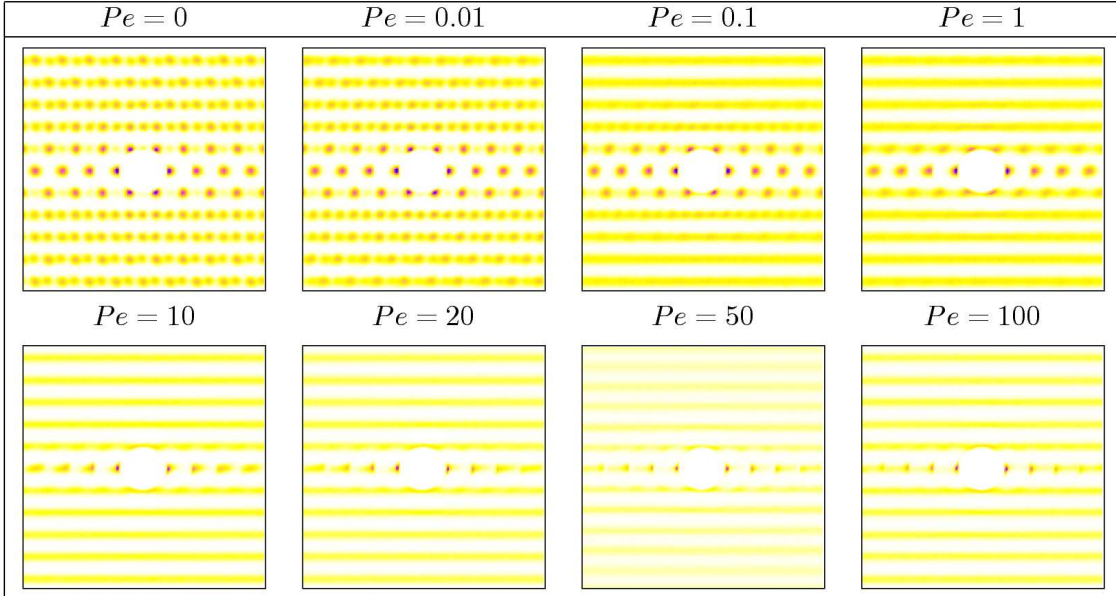 Pe = 0 Pe = 0.01 Pe = 0.1 Pe = 1
Pe = 10 Pe = 20 Pe = 50 Pe = 100